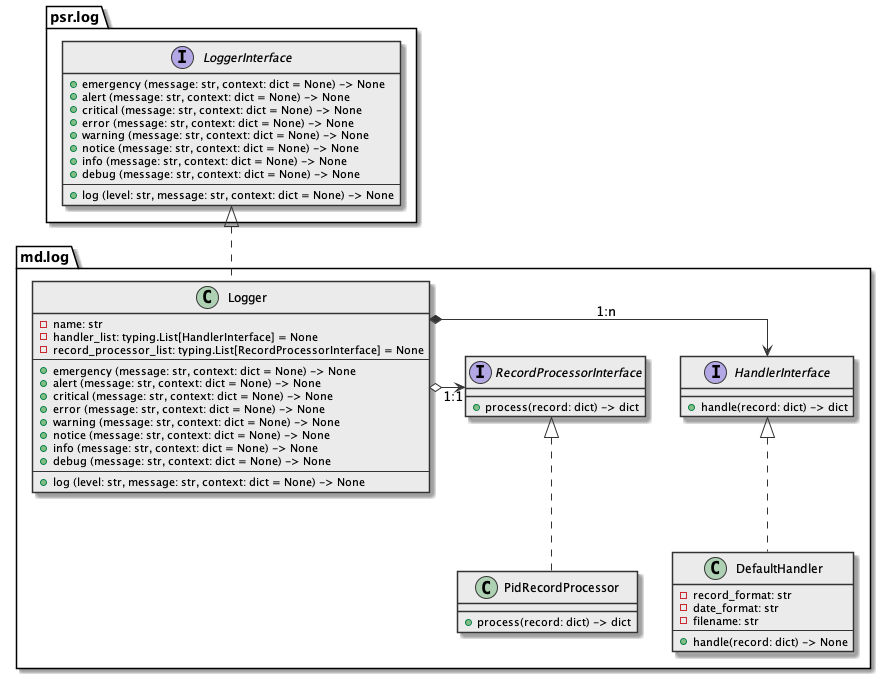 psr.log
I LoggerInterface
emergency (message: str, context: dict = None) -> None
alert (message: str, context: dict = None) -> None
critical (message: str, context: dict = None) -> None
error (message: str, context: dict = None) -> None
warning (message: str, context: dict = None) -> None
notice (message: str, context: dict = None) -> None
info (message: str, context: dict = None) -> None
debug (message: str, context: dict = None) -> None
log (level: str, message: str, context: dict = None) -> None
md.log
C Logger
name: str
handler_list: typing.List[HandlerInterface] = None
record_processor_list: typing.List[RecordProcessorInterface] = None
emergency (message: str, context: dict = None) -> None
alert (message: str, context: dict = None) -> None
critical (message: str, context: dict = None) -> None
error (message: str, context: dict = None) -> None
warning (message: str, context: dict = None) -> None
notice (message: str, context: dict = None) -> None
info (message: str, context: dict = None) -> None
debug (message: str, context: dict = None) -> None
log (level: str, message: str, context: dict = None) -> None
1:n
1:1
I RecordProcessorInterface
process(record: dict) -> dict
I HandlerInterface
handle(record: dict) -> dict
C PidRecordProcessor
process(record: dict) -> dict
C DefaultHandler
record_format: str
date_format: str
filename: str
handle(record: dict) -> None